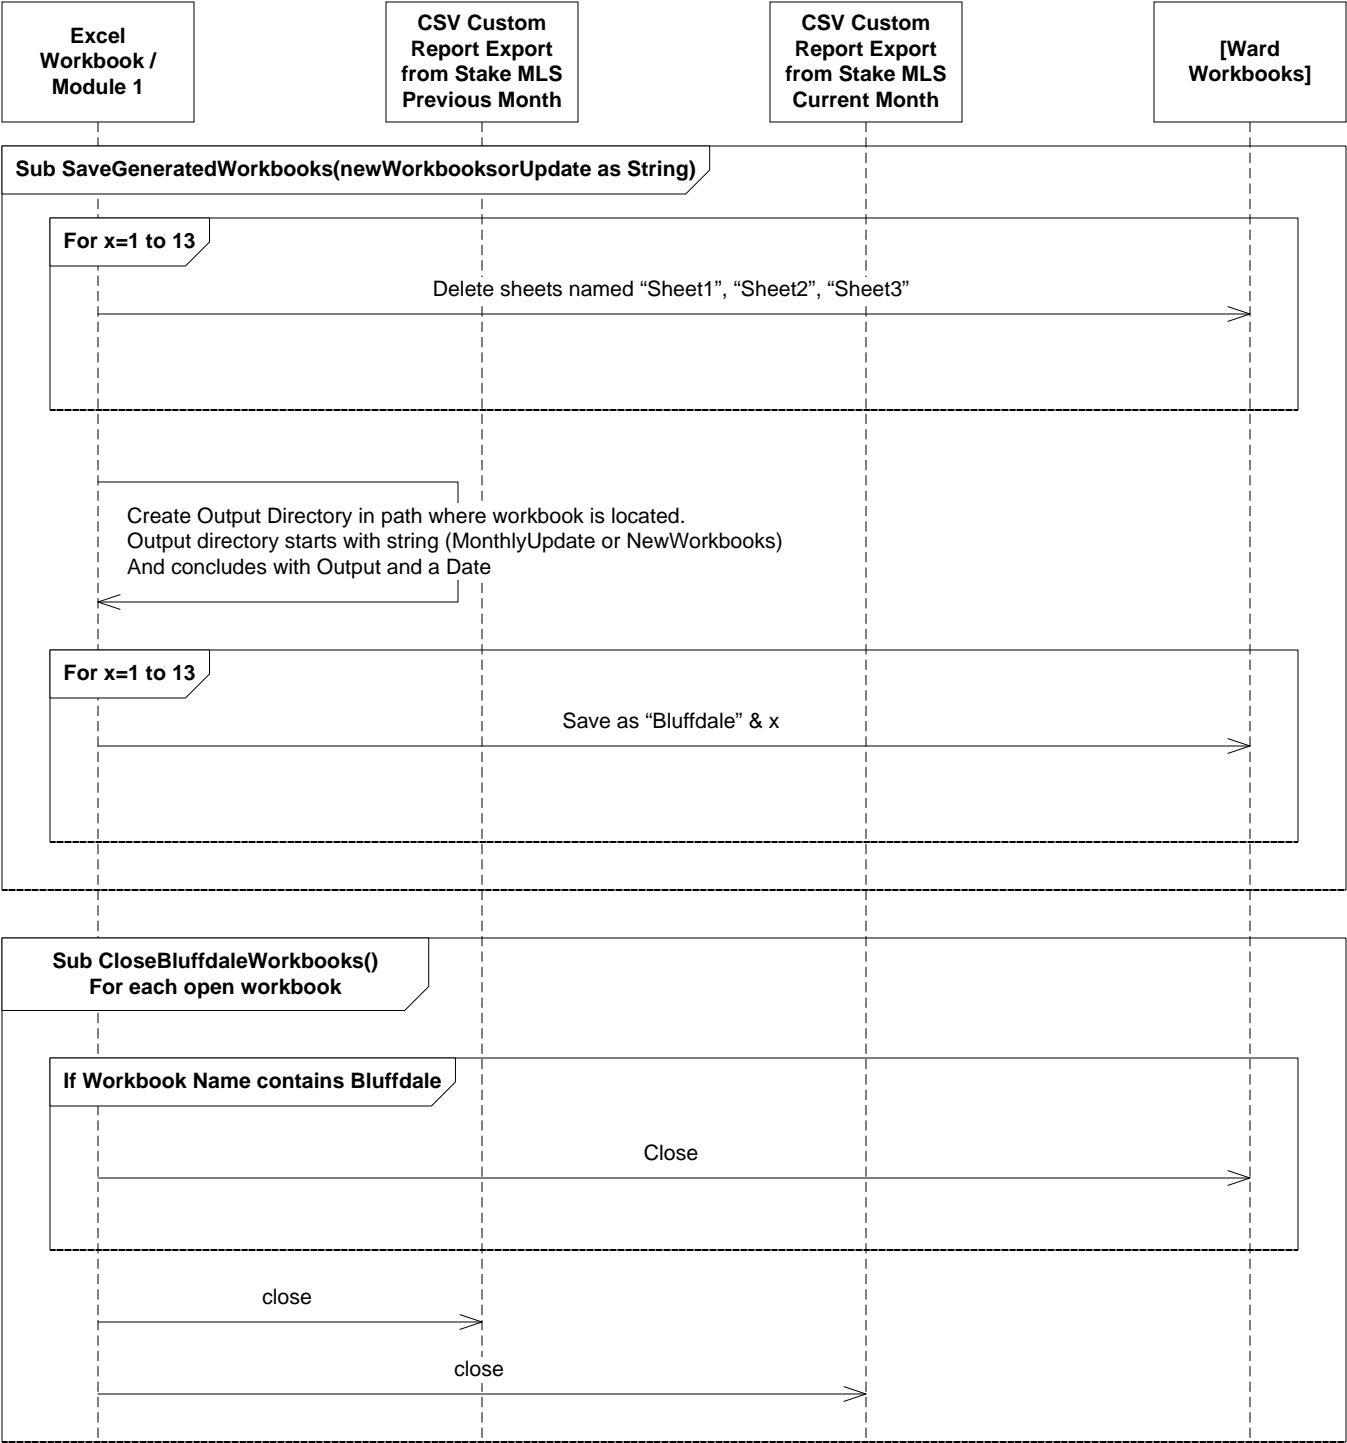 Excel
Workbook /
Module 1
CSV Custom
Report Export
from Stake MLS
Previous Month
CSV Custom
Report Export
from Stake MLS
Current Month
[Ward
Workbooks]
Sub SaveGeneratedWorkbooks(newWorkbooksorUpdate as String)
For x=1 to 13
Delete sheets named “Sheet1”, “Sheet2”, “Sheet3”
Create Output Directory in path where workbook is located.
Output directory starts with string (MonthlyUpdate or NewWorkbooks)
And concludes with Output and a Date
For x=1 to 13
Save as “Bluffdale” & x
Sub CloseBluffdaleWorkbooks()
For each open workbook
If Workbook Name contains Bluffdale
Close
close
close